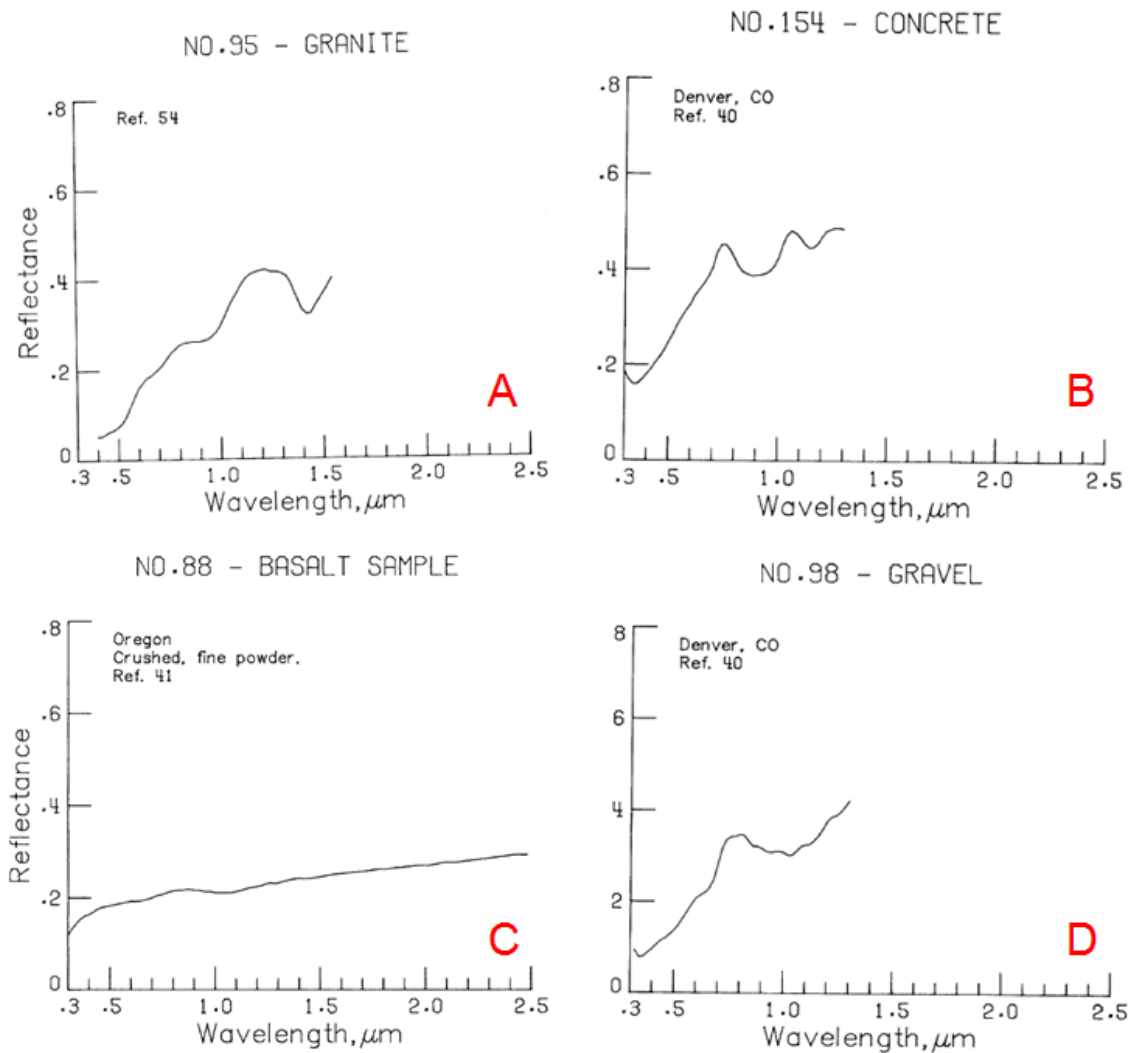 NO.95 - GRANITE
Ref. 54
.8
.6
.4
.2
0
Reflectance
.3 .5 1.0 1.5 2.0 2.5
Wavelength,μm
A
NO.154 - CONCRETE
Denver, CO
Ref. 40
.8
.6
.4
.2
0
.3 .5 1.0 1.5 2.0 2.5
Wavelength,μm
B
NO.88 - BASALT SAMPLE
Oregon
Crushed, fine powder.
Ref. 41
.8
.6
.4
.2
0
Reflectance
.3 .5 1.0 1.5 2.0 2.5
Wavelength,μm
C
NO.98 - GRAVEL
Denver, CO
Ref. 40
8
6
4
2
0
.3 .5 1.0 1.5 2.0 2.5
Wavelength,μm
D